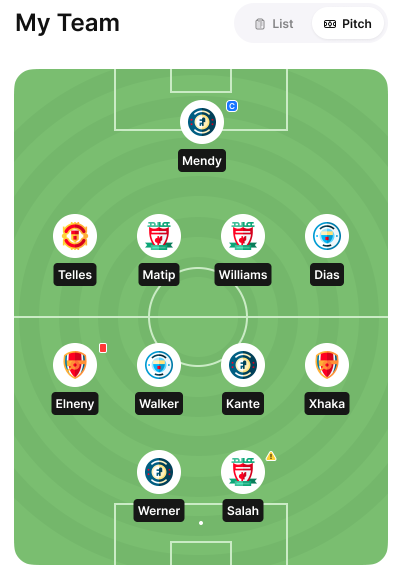 My Team
List
Pitch
C
Mendy
Telles
Matip
Williams
Dias
Elneny
Walker
Kante
Xhaka
Werner
Salah